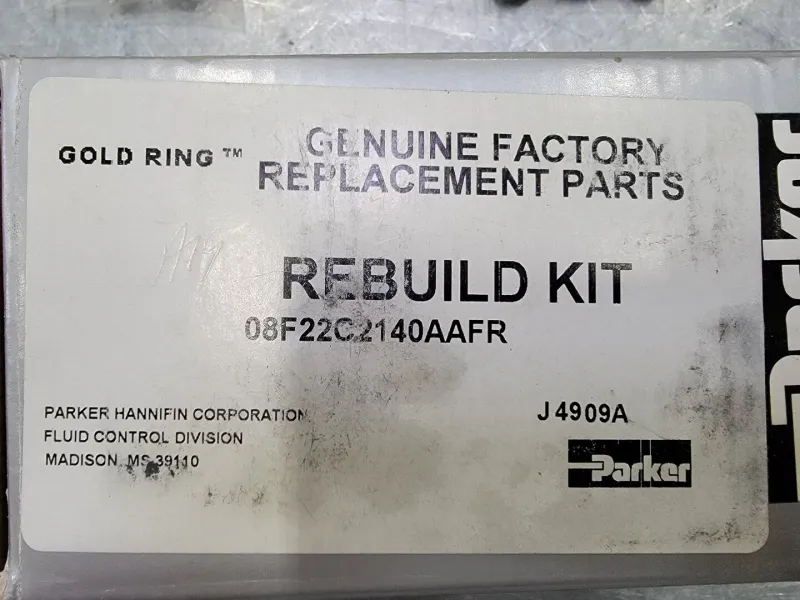 GOLD RING ™
GENUINE FACTORY
REPLACEMENT PARTS
REBUILD KIT
08F22C2140AAFR
PARKER HANNIFIN CORPORATION
FLUID CONTROL DIVISION
MADISON, MS 39110
J4909A
Parker
Parker